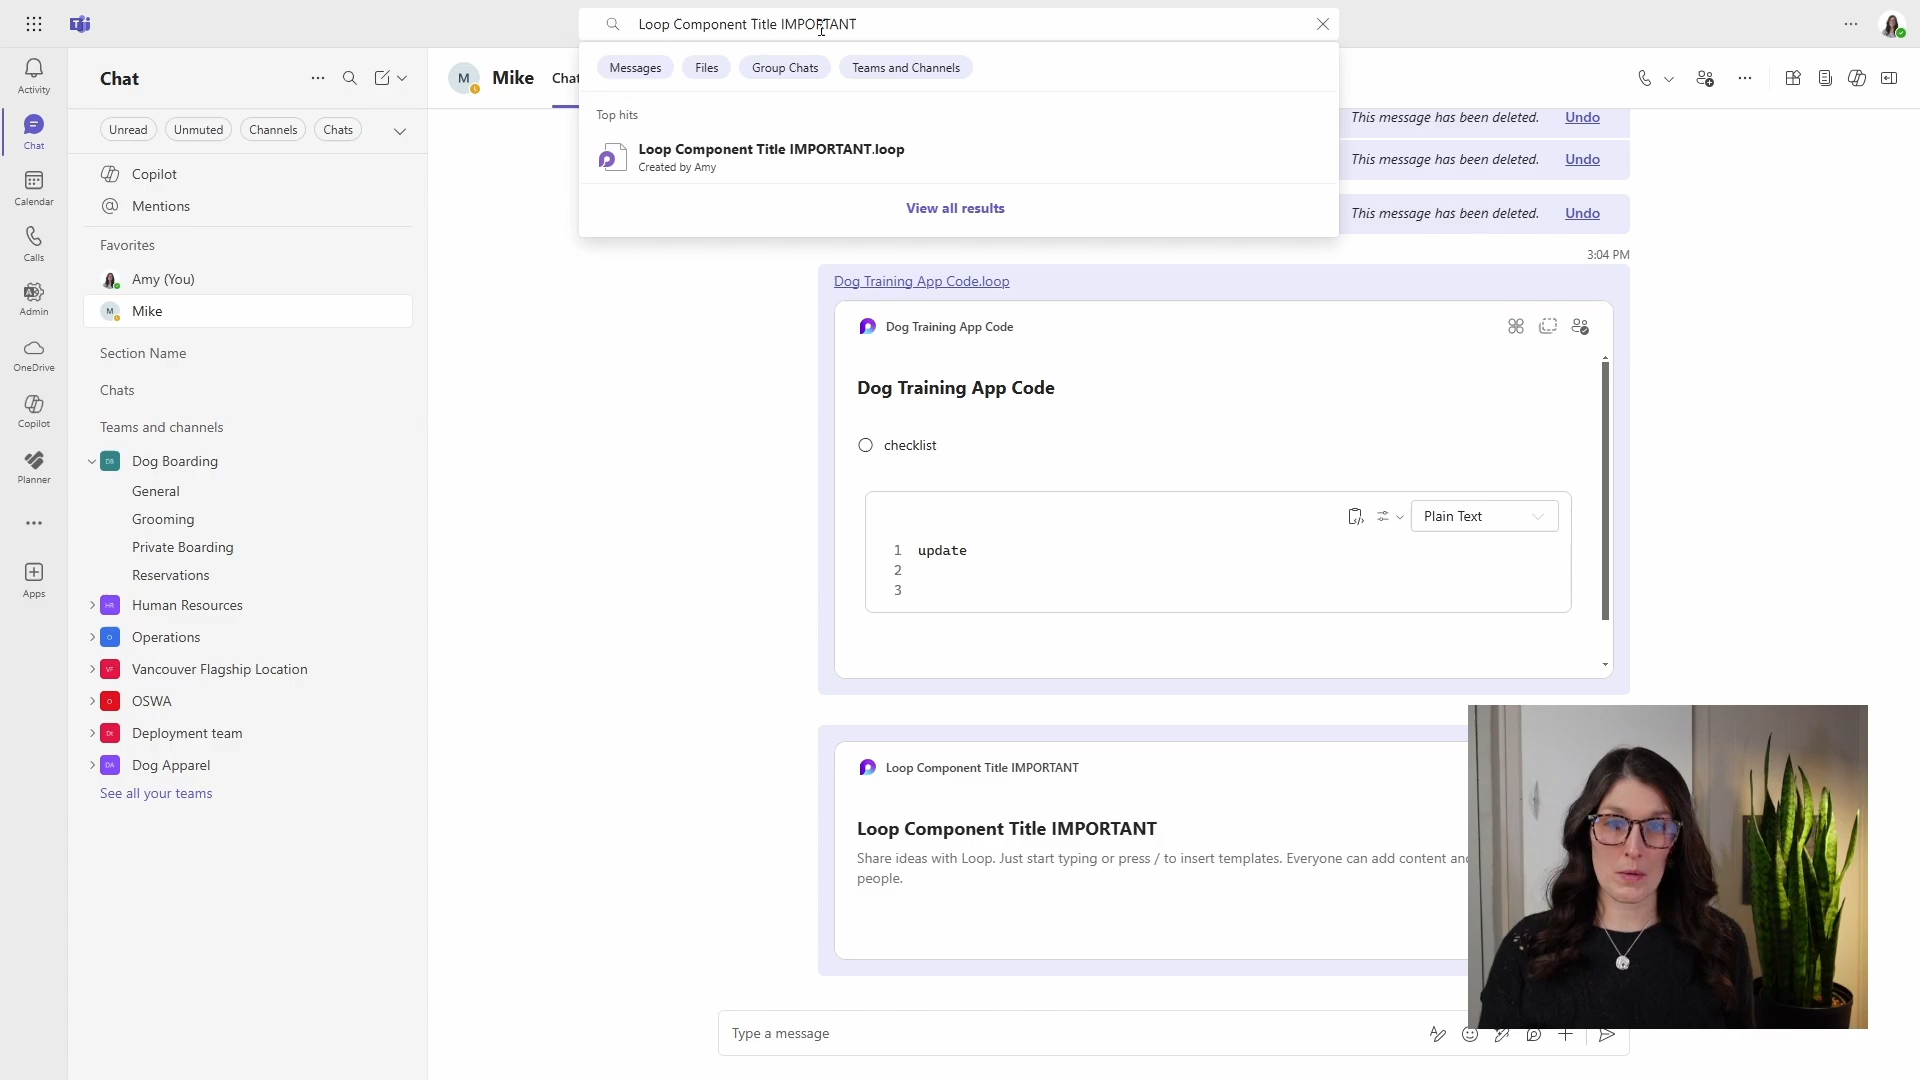 Loop Component Title IMPORTANT
Messages
Files
Group Chats
Teams and Channels
Top hits
Loop Component Title IMPORTANT.loop
Created by Amy
View all results
Activity
Chat
Calendar
Calls
Admin
OneDrive
Copilot
Planner
Apps
Chat
Unread
Unmuted
Channels
Chats
Copilot
Mentions
Favorites
Amy (You)
M
Mike
Section Name
Chats
Teams and channels
DB
Dog Boarding
General
Grooming
Private Boarding
Reservations
HR
Human Resources
O
Operations
VF
Vancouver Flagship Location
O
OSWA
Dt
Deployment team
DA
Dog Apparel
See all your teams
M
Mike
Chat
This message has been deleted. Undo
This message has been deleted. Undo
This message has been deleted. Undo
3:04 PM
Dog Training App Code.loop
Dog Training App Code
Dog Training App Code
checklist
Plain Text
1 update
2
3
Loop Component Title IMPORTANT
Loop Component Title IMPORTANT
Share ideas with Loop. Just start typing or press / to insert templates. Everyone can add content and
people.
Type a message